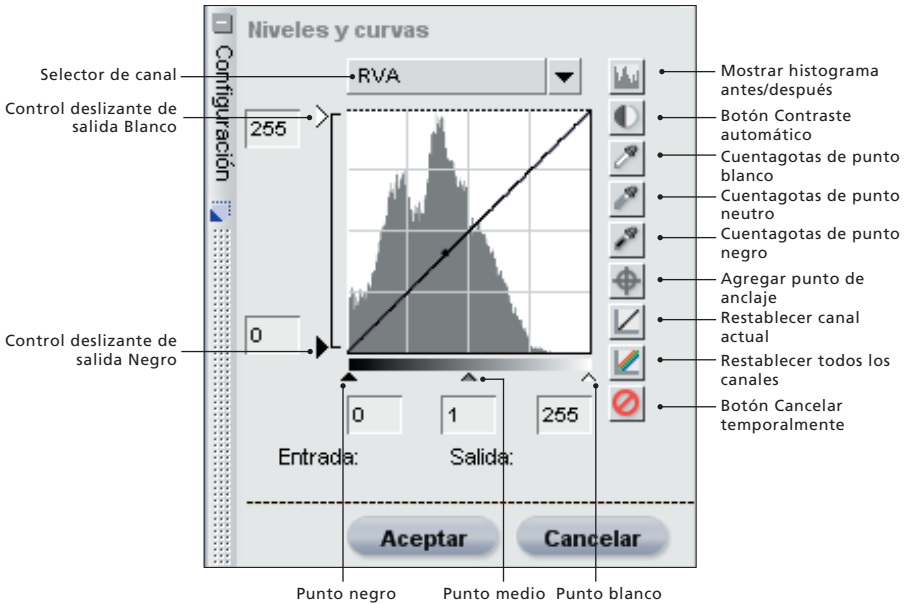 Configuración
Niveles y curvas
RVA
255
0
0
1
255
Entrada:
Salida:
Aceptar
Cancelar
Selector de canal
Control deslizante de
salida Blanco
Control deslizante de
salida Negro
Mostrar histograma
antes/después
Botón Contraste
automático
Cuentagotas de punto
blanco
Cuentagotas de punto
neutro
Cuentagotas de punto
negro
Agregar punto de
anclaje
Restablecer canal
actual
Restablecer todos los
canales
Botón Cancelar
temporalmente
Punto negro
Punto medio
Punto blanco